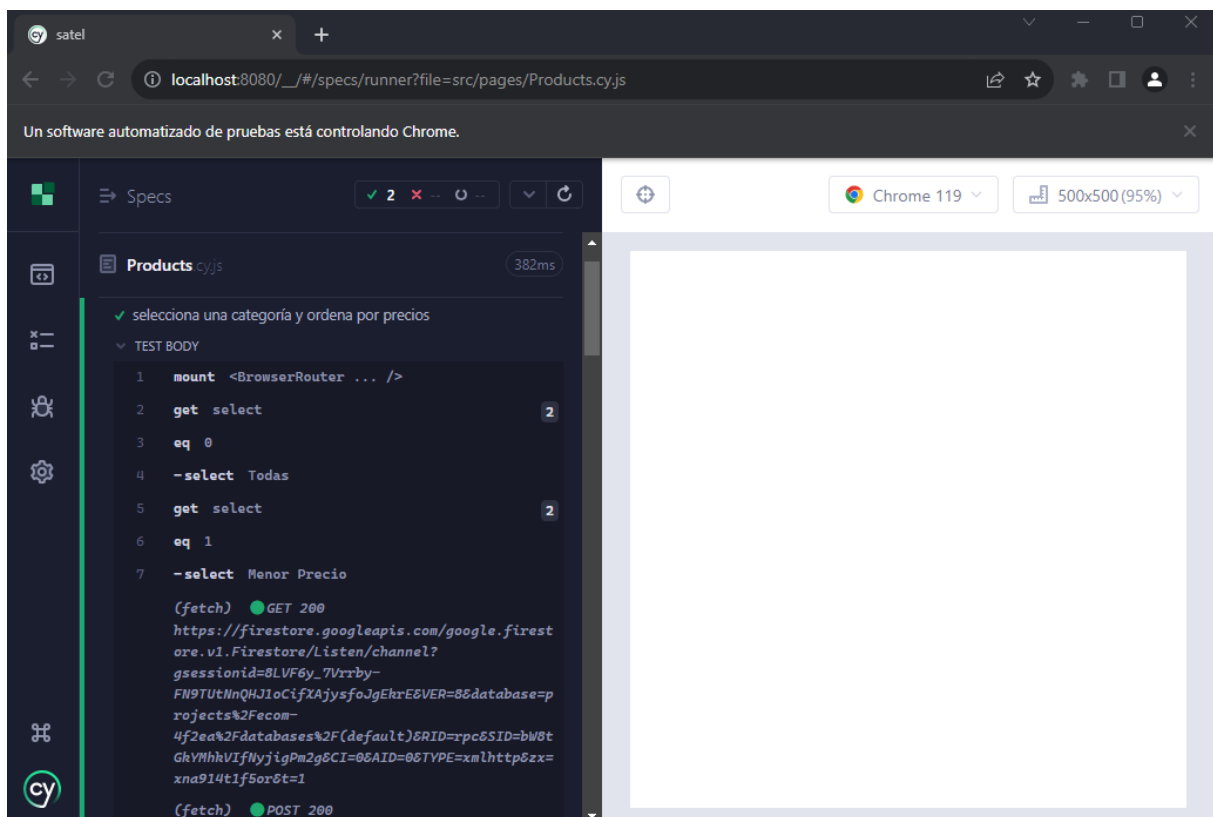 cy satel
localhost:8080/__/#/specs/runner?file=src/pages/Products.cy.js
Un software automatizado de pruebas está controlando Chrome.
Specs
2 -- --
Chrome 119
500x500 (95%)
Products.cy.js
382ms
selecciona una categoría y ordena por precios
TEST BODY
1 mount <BrowserRouter ... />
2 get select 2
3 eq 0
4 -select Todas
5 get select 2
6 eq 1
7 -select Menor Precio
(fetch) GET 200
https://firestore.googleapis.com/google.firest
ore.v1.Firestore/Listen/channel?
gsessionid=8LVF6y_7Vrrby-
FN9TUtNnQHJ1oCifXAjysfoJgEkrE&VER=8&database=p
rojects%2Fecom-
4f2ea%2Fdatabases%2F(default)&RID=rpc&SID=bW8t
GkYMhkVIfNyjigPm2g&CI=0&AID=0&TYPE=xmlhttp&zx=
xna914t1f5or&t=1
(fetch) POST 200
cy